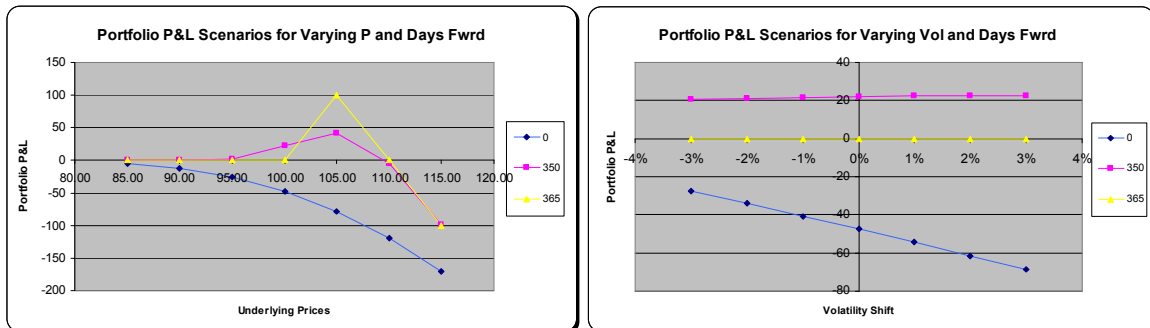 Portfolio P&L Scenarios for Varying P and Days Fwrd
150
100
50
0
-50
-100
-150
-200
80.00 85.00 90.00 95.00 100.00 105.00 110.00 115.00 120.00
Portfolio P&L
Underlying Prices
0
350
365
Portfolio P&L Scenarios for Varying Vol and Days Fwrd
40
20
0
-20
-40
-60
-80
-4% -3% -2% -1% 0% 1% 2% 3% 4%
Portfolio P&L
Volatility Shift
0
350
365